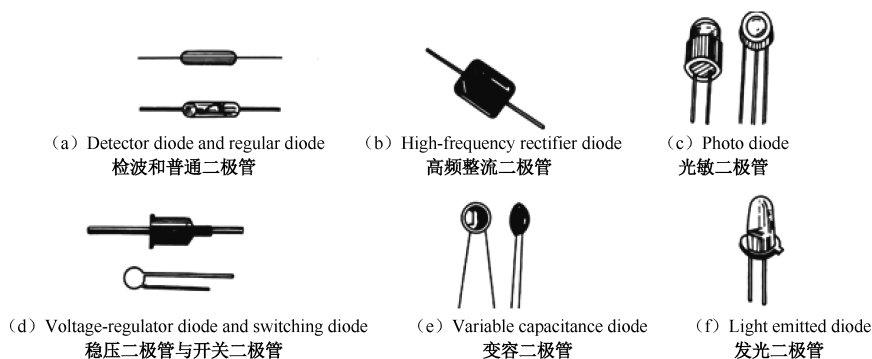 （a）Detector diode and regular diode
检波和普通二极管
（b）High-frequency rectifier diode
高频整流二极管
（c）Photo diode
光敏二极管
（d）Voltage-regulator diode and switching diode
稳压二极管与开关二极管
（e）Variable capacitance diode
变容二极管
（f）Light emitted diode
发光二极管